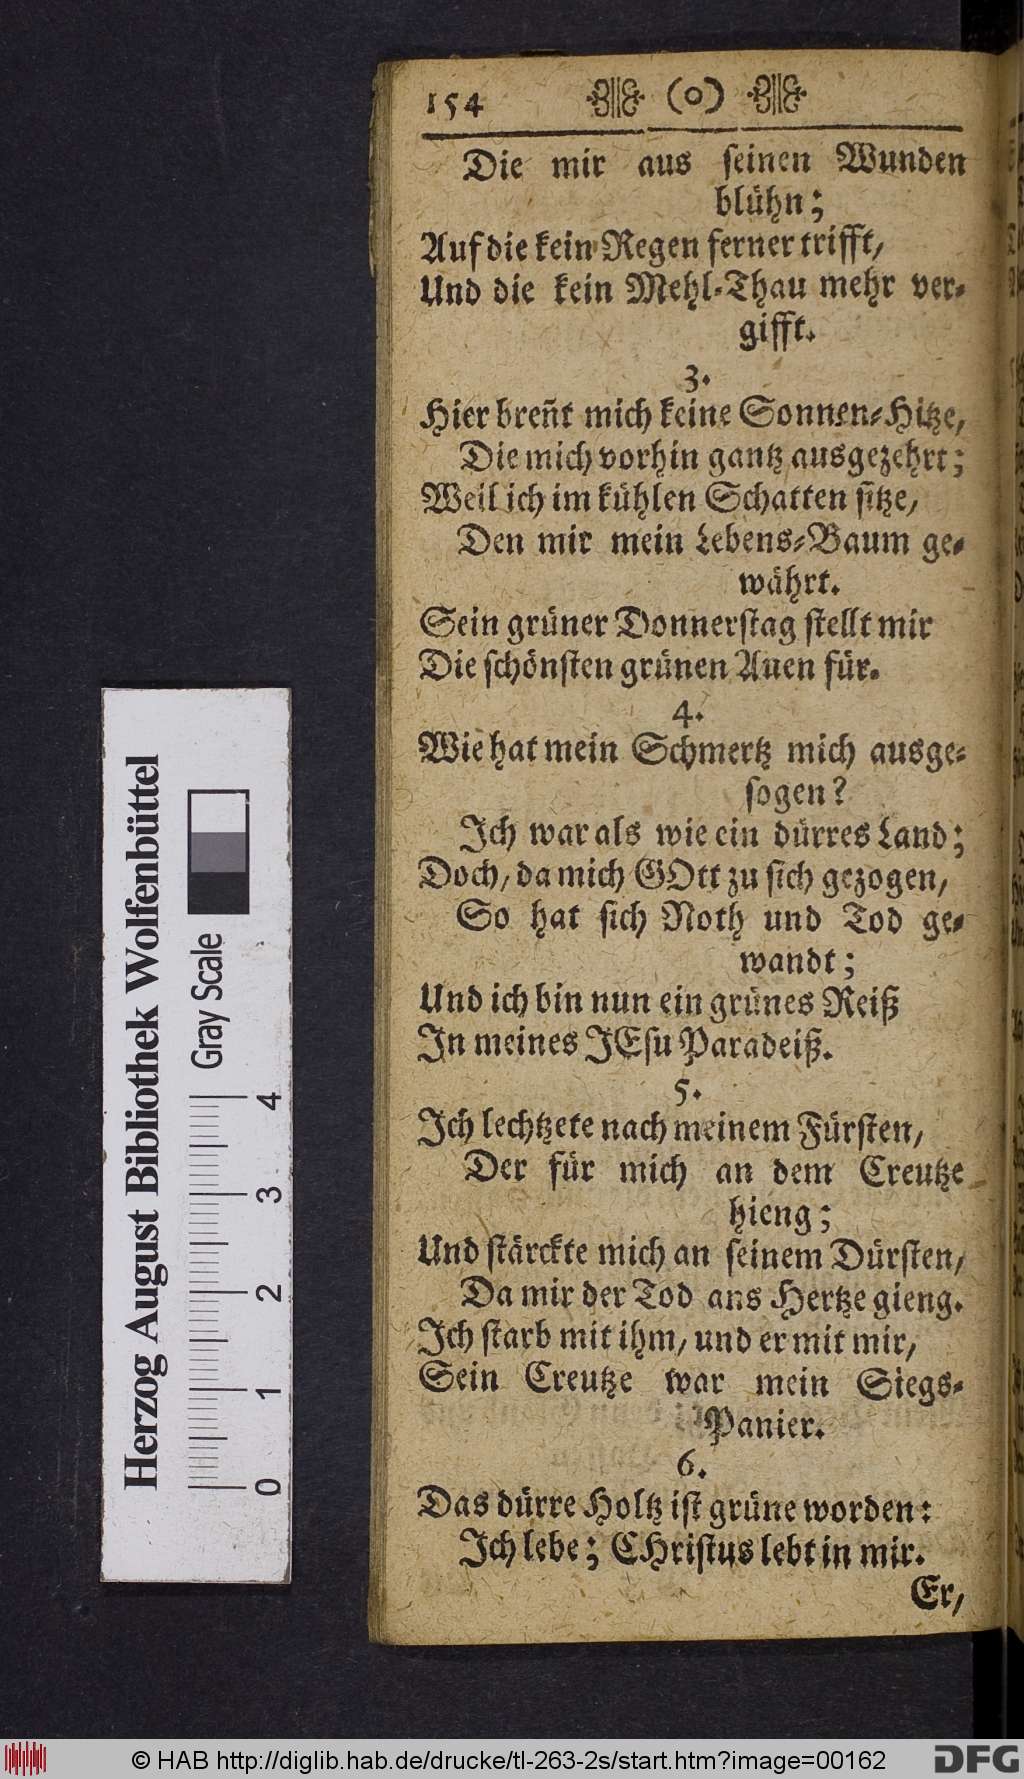 154 (o)
Die mir aus seinen Wunden
blühn;
Auf die kein Regen ferner trifft/
Und die kein Mehl-Thau mehr ver-
gifft.
3.
Hier breñt mich keine Sonnen-Hitze,
Die mich vorhin gantz ausgezehrt;
Weil ich im kühlen Schatten sitze/
Den mir mein Lebens-Baum ge-
währt.
Sein grüner Donnerstag stellt mir
Die schönsten grünen Auen für.
4.
Wie hat mein Schmertz mich ausge-
sogen?
Ich war als wie ein dürres Land;
Doch/ da mich GOtt zu sich gezogen,
So hat sich Noth und Tod ge-
wandt;
Und ich bin nun ein grünes Reiß
In meines JEsu Paradeiß.
5.
Ich lechtzete nach meinem Fürsten/
Der für mich an dem Creutze
hieng;
Und stärckte mich an seinem Dürsten/
Da mir der Tod ans Hertze gieng.
Ich starb mit ihm/ und er mit mir/
Sein Creutze war mein Siegs-
Panier.
6.
Das dürre Holtz ist grüne worden:
Ich lebe; CHristus lebt in mir.
Er/
Herzog August Bibliothek Wolfenbüttel
Gray Scale
0 1 2 3 4
© HAB http://diglib.hab.de/drucke/tl-263-2s/start.htm?image=00162
DFG